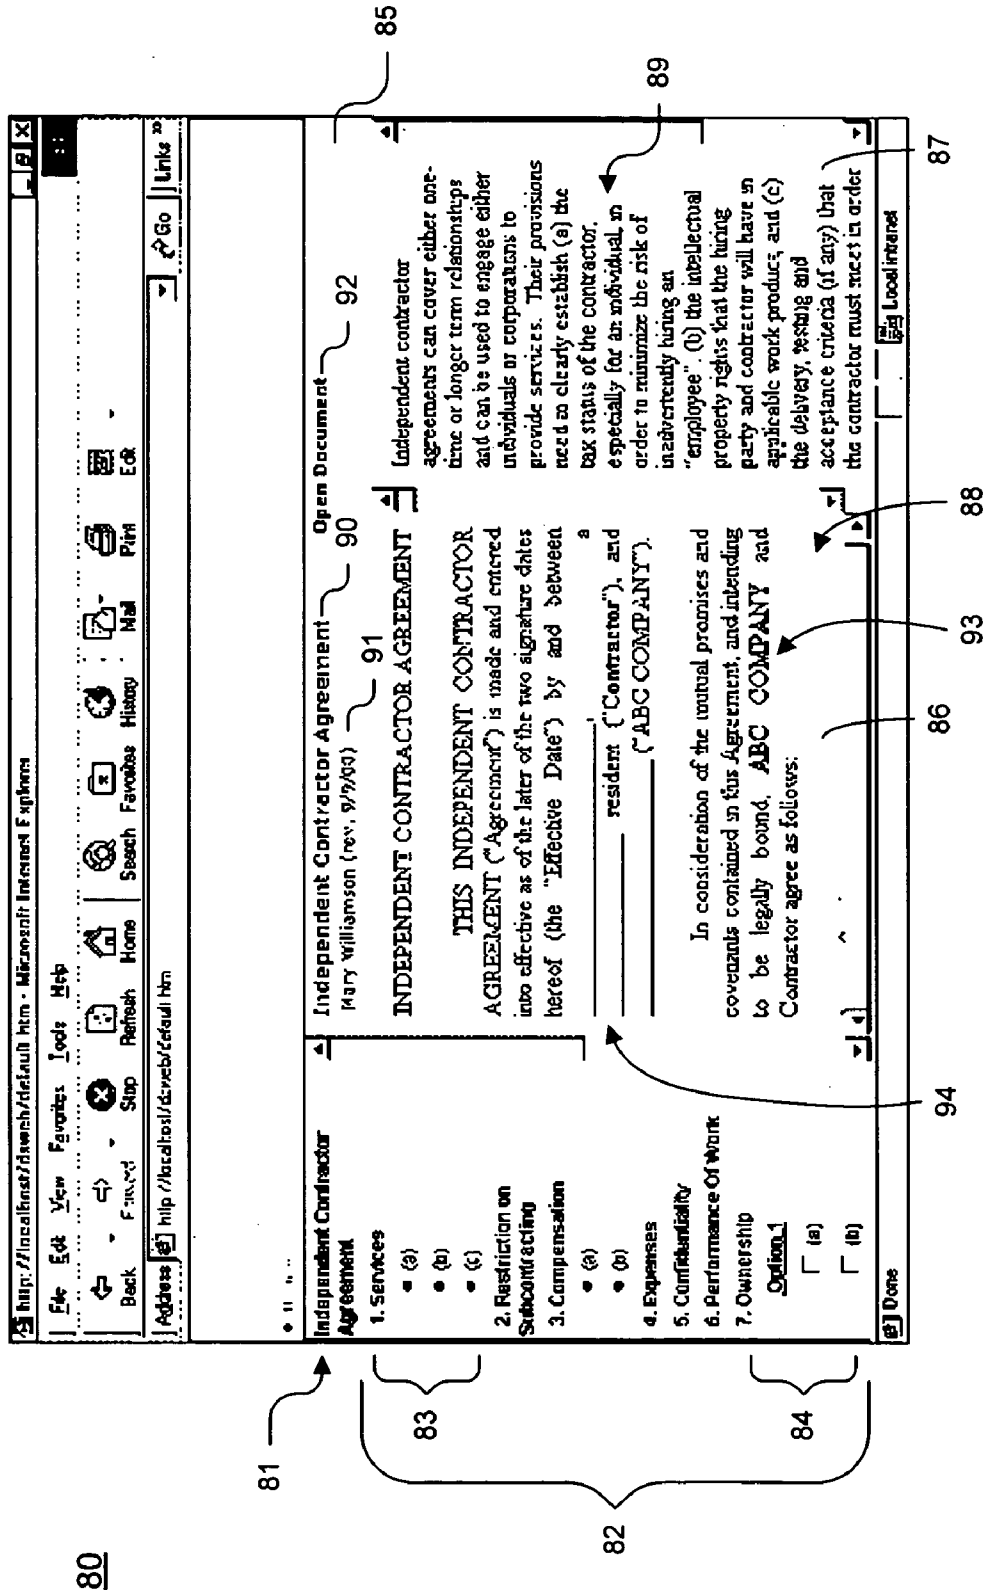 80
http://localhost/dsweb/default.htm - Microsoft Internet Explorer
File Edit View Favorites Tools Help
Back Forward Stop Refresh Home Search Favorites History Mail Print Edit
Address http://localhost/dsweb/default.htm Go Links »
81
Independent Contractor
Agreement
82
83
1. Services
(a)
(b)
(c)
2. Restriction on
Subcontracting
3. Compensation
(a)
(b)
4. Expenses
5. Confidentiality
6. Performance Of Work
7. Ownership
84
Option 1
(a)
(b)
Independent Contractor Agreement 90
Mary Williamson (rev. 9/9/00) 91
Open Document 92
85
INDEPENDENT CONTRACTOR AGREEMENT
THIS INDEPENDENT CONTRACTOR
AGREEMENT ("Agreement") is made and entered
into effective as of the later of the two signature dates
hereof (the "Effective Date") by and between
, a
resident ("Contractor"), and
("ABC COMPANY").
In consideration of the mutual promises and
covenants contained in this Agreement, and intending
to be legally bound, ABC COMPANY and
Contractor agree as follows:
94
86
93
88
Independent contractor
agreements can cover either one-
time or longer term relationships
and can be used to engage either
individuals or corporations to
provide services. Their provisions
need to clearly establish (a) the
tax status of the contractor,
especially for an individual, in
order to minimize the risk of
inadvertently hiring an
"employee". (b) the intellectual
property rights that the hiring
party and contractor will have in
applicable work product, and (c)
the delivery, testing and
acceptance criteria (if any) that
the contractor must meet in order
89
87
Done Local intranet